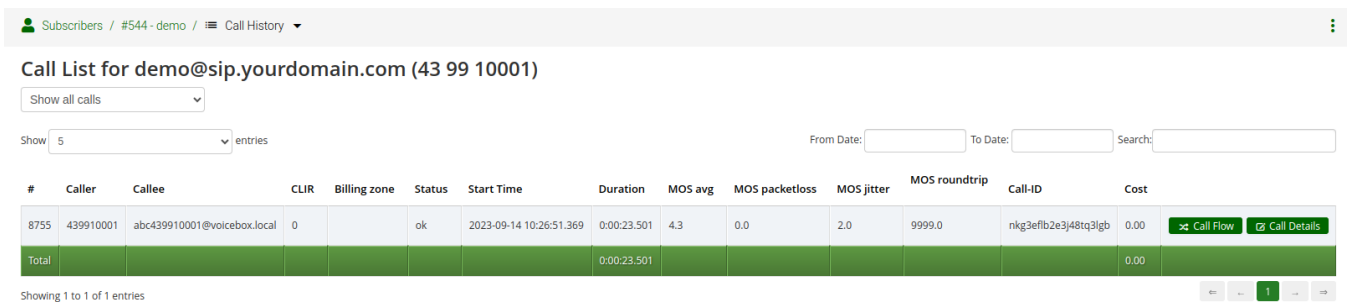 Subscribers / #544 - demo / Call History
Call List for demo@sip.yourdomain.com (43 99 10001)
Show all calls
Show 5 entries From Date: To Date: Search:
# Caller Callee CLIR Billing zone Status Start Time Duration MOS avg MOS packetloss MOS jitter MOS roundtrip Call-ID Cost
8755 439910001 abc439910001@voicebox.local 0 ok 2023-09-14 10:26:51.369 0:00:23.501 4.3 0.0 2.0 9999.0 nkg3eflb2e3j48tq3lgb 0.00 Call Flow Call Details
Total 0:00:23.501 0.00
Showing 1 to 1 of 1 entries ⇐ ← 1 → ⇒